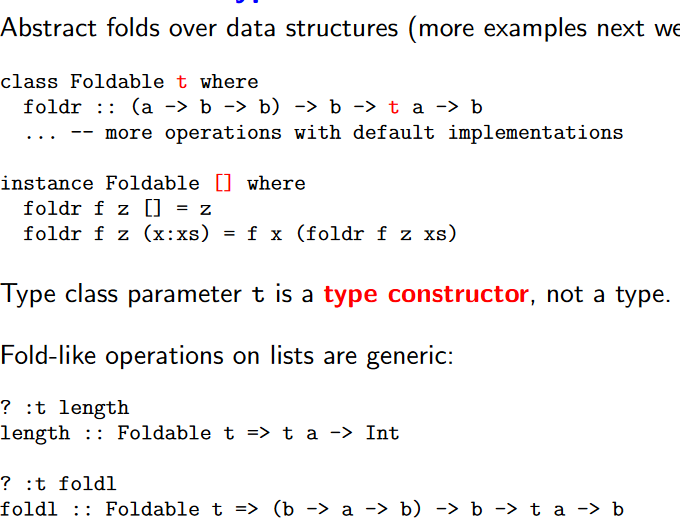 Abstract folds over data structures (more examples next
class Foldable t where
  foldr :: (a -> b -> b) -> b -> t a -> b
  ... -- more operations with default implementations
instance Foldable [] where
  foldr f z [] = z
  foldr f z (x:xs) = f x (foldr f z xs)
Type class parameter t is a type constructor, not a type.
Fold-like operations on lists are generic:
? :t length
length :: Foldable t => t a -> Int
? :t foldl
foldl :: Foldable t => (b -> a -> b) -> b -> t a -> b